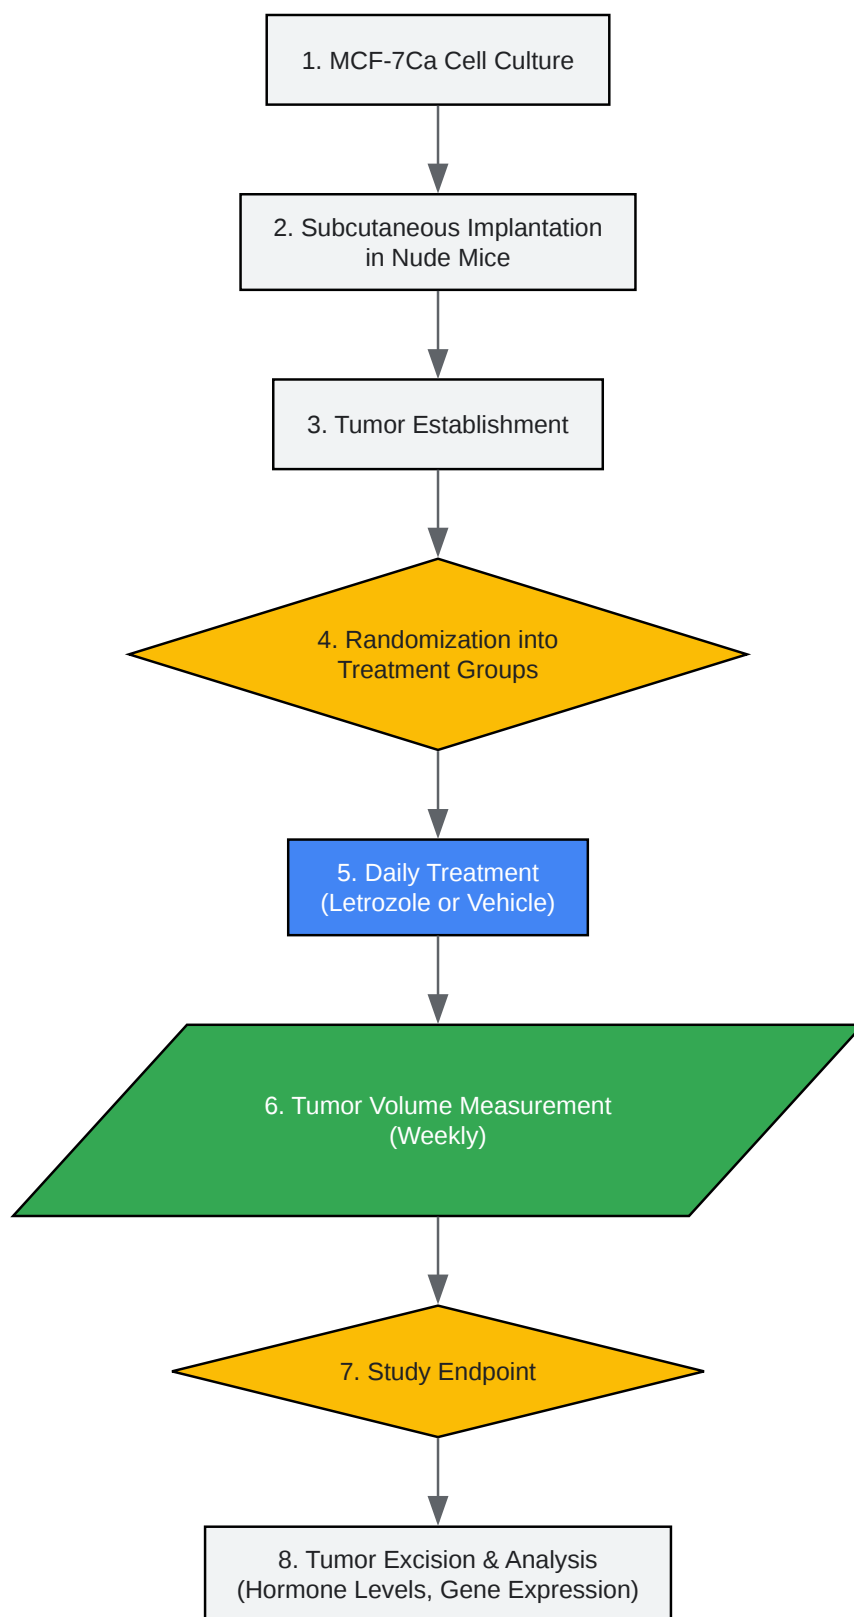 1. MCF-7Ca Cell Culture
2. Subcutaneous Implantation
in Nude Mice
3. Tumor Establishment
4. Randomization into
Treatment Groups
5. Daily Treatment
(Letrozole or Vehicle)
6. Tumor Volume Measurement
(Weekly)
7. Study Endpoint
8. Tumor Excision & Analysis
(Hormone Levels, Gene Expression)